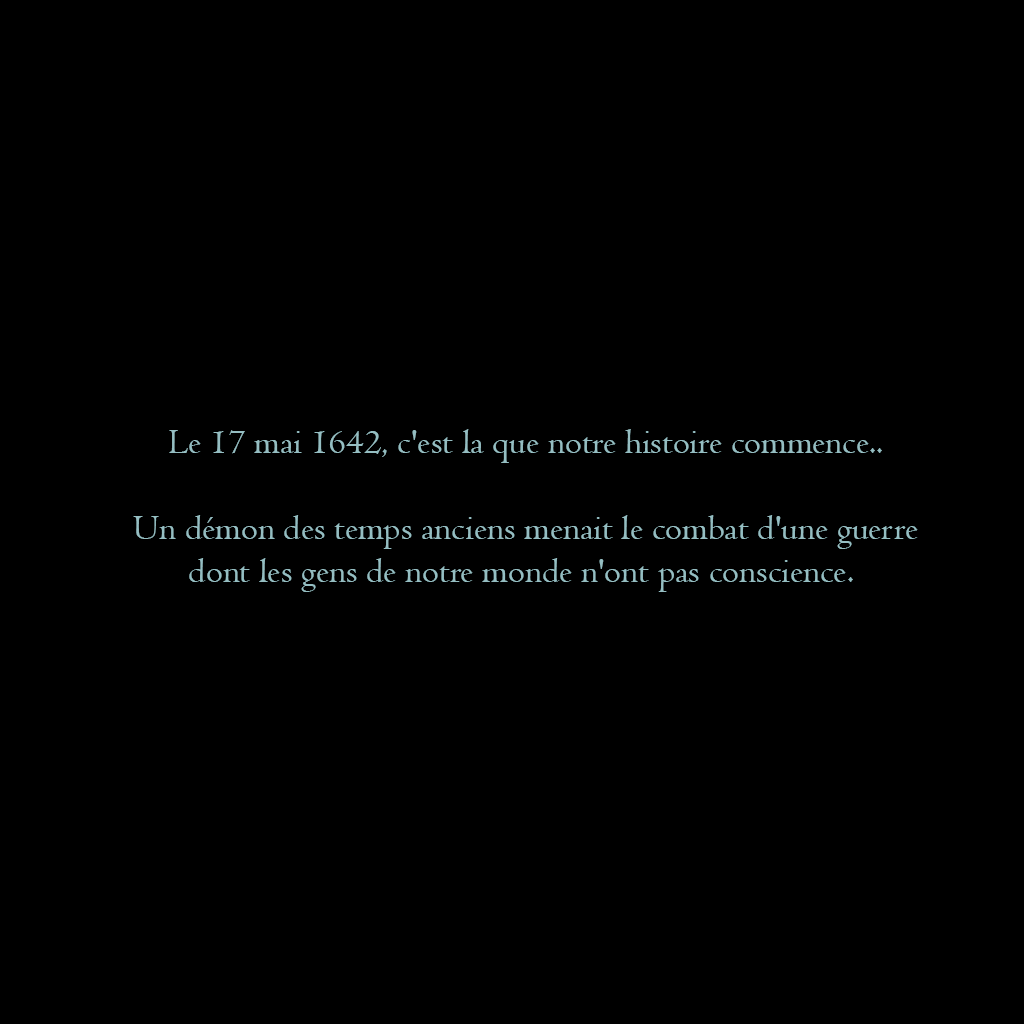 Le 17 mai 1642, c'est la que notre histoire commence..
Un démon des temps anciens menait le combat d'une guerre
dont les gens de notre monde n'ont pas conscience.